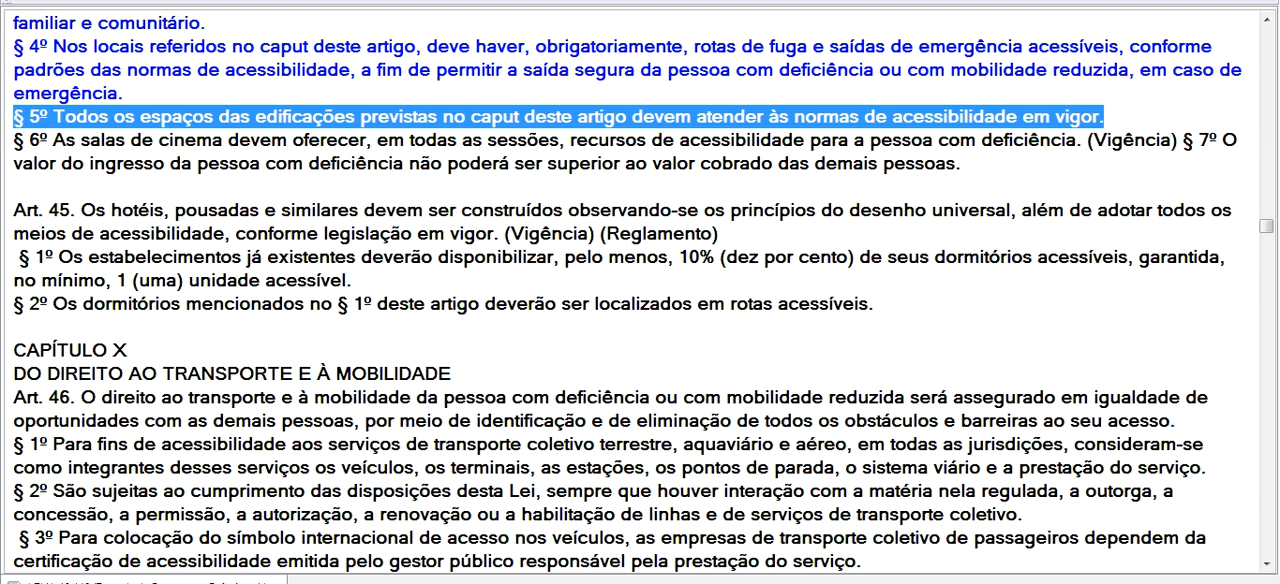 familiar e comunitário.
§ 4º Nos locais referidos no caput deste artigo, deve haver, obrigatoriamente, rotas de fuga e saídas de emergência acessíveis, conforme
padrões das normas de acessibilidade, a fim de permitir a saída segura da pessoa com deficiência ou com mobilidade reduzida, em caso de
emergência.
§ 5º Todos os espaços das edificações previstas no caput deste artigo devem atender às normas de acessibilidade em vigor.
§ 6º As salas de cinema devem oferecer, em todas as sessões, recursos de acessibilidade para a pessoa com deficiência. (Vigência) § 7º O
valor do ingresso da pessoa com deficiência não poderá ser superior ao valor cobrado das demais pessoas.
Art. 45. Os hotéis, pousadas e similares devem ser construídos observando-se os princípios do desenho universal, além de adotar todos os
meios de acessibilidade, conforme legislação em vigor. (Vigência) (Reglamento)
§ 1º Os estabelecimentos já existentes deverão disponibilizar, pelo menos, 10% (dez por cento) de seus dormitórios acessíveis, garantida,
no mínimo, 1 (uma) unidade acessível.
§ 2º Os dormitórios mencionados no § 1º deste artigo deverão ser localizados em rotas acessíveis.
CAPÍTULO X
DO DIREITO AO TRANSPORTE E À MOBILIDADE
Art. 46. O direito ao transporte e à mobilidade da pessoa com deficiência ou com mobilidade reduzida será assegurado em igualdade de
oportunidades com as demais pessoas, por meio de identificação e de eliminação de todos os obstáculos e barreiras ao seu acesso.
§ 1º Para fins de acessibilidade aos serviços de transporte coletivo terrestre, aquaviário e aéreo, em todas as jurisdições, consideram-se
como integrantes desses serviços os veículos, os terminais, as estações, os pontos de parada, o sistema viário e a prestação do serviço.
§ 2º São sujeitas ao cumprimento das disposições desta Lei, sempre que houver interação com a matéria nela regulada, a outorga, a
concessão, a permissão, a autorização, a renovação ou a habilitação de linhas e de serviços de transporte coletivo.
§ 3º Para colocação do símbolo internacional de acesso nos veículos, as empresas de transporte coletivo de passageiros dependem da
certificação de acessibilidade emitida pelo gestor público responsável pela prestação do serviço.